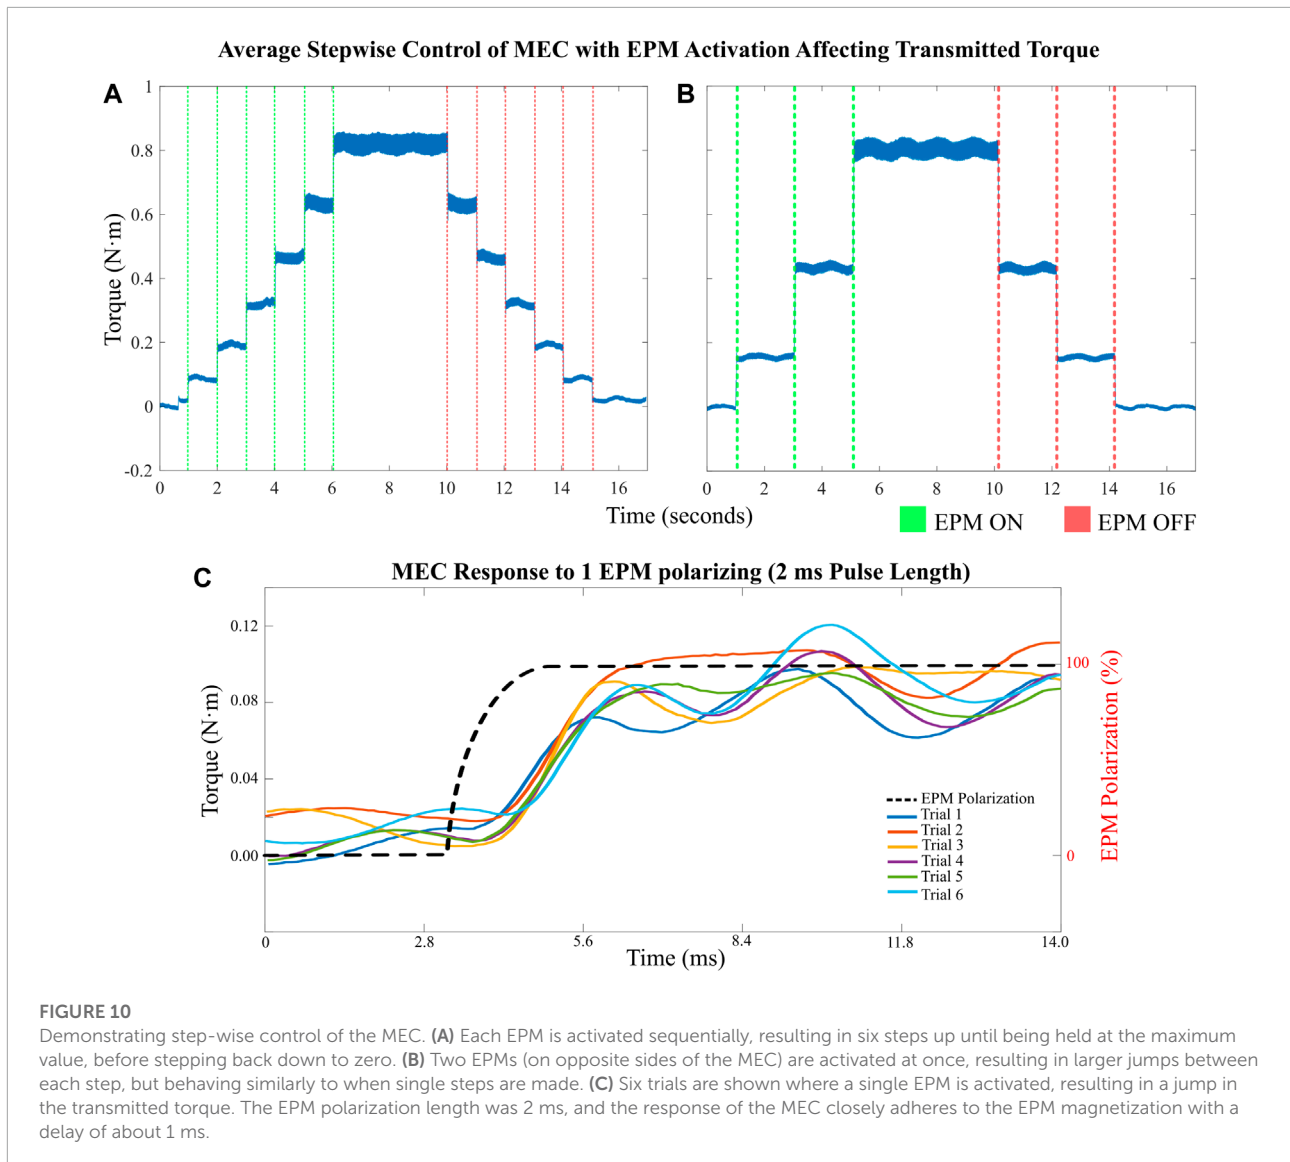 Average Stepwise Control of MEC with EPM Activation Affecting Transmitted Torque
A
B
1
0.8
0.6
0.4
0.2
0
-0.2
Torque (N·m)
0 2 4 6 8 10 12 14 16
0 2 4 6 8 10 12 14 16
Time (seconds)
EPM ON
EPM OFF
C
MEC Response to 1 EPM polarizing (2 ms Pulse Length)
0.12
0.08
0.04
0.00
Torque (N·m)
100
0
EPM Polarization (%)
EPM Polarization
Trial 1
Trial 2
Trial 3
Trial 4
Trial 5
Trial 6
0 2.8 5.6 8.4 11.8 14.0
Time (ms)
FIGURE 10
Demonstrating step-wise control of the MEC. (A) Each EPM is activated sequentially, resulting in six steps up until being held at the maximum
value, before stepping back down to zero. (B) Two EPMs (on opposite sides of the MEC) are activated at once, resulting in larger jumps between
each step, but behaving similarly to when single steps are made. (C) Six trials are shown where a single EPM is activated, resulting in a jump in
the transmitted torque. The EPM polarization length was 2 ms, and the response of the MEC closely adheres to the EPM magnetization with a
delay of about 1 ms.